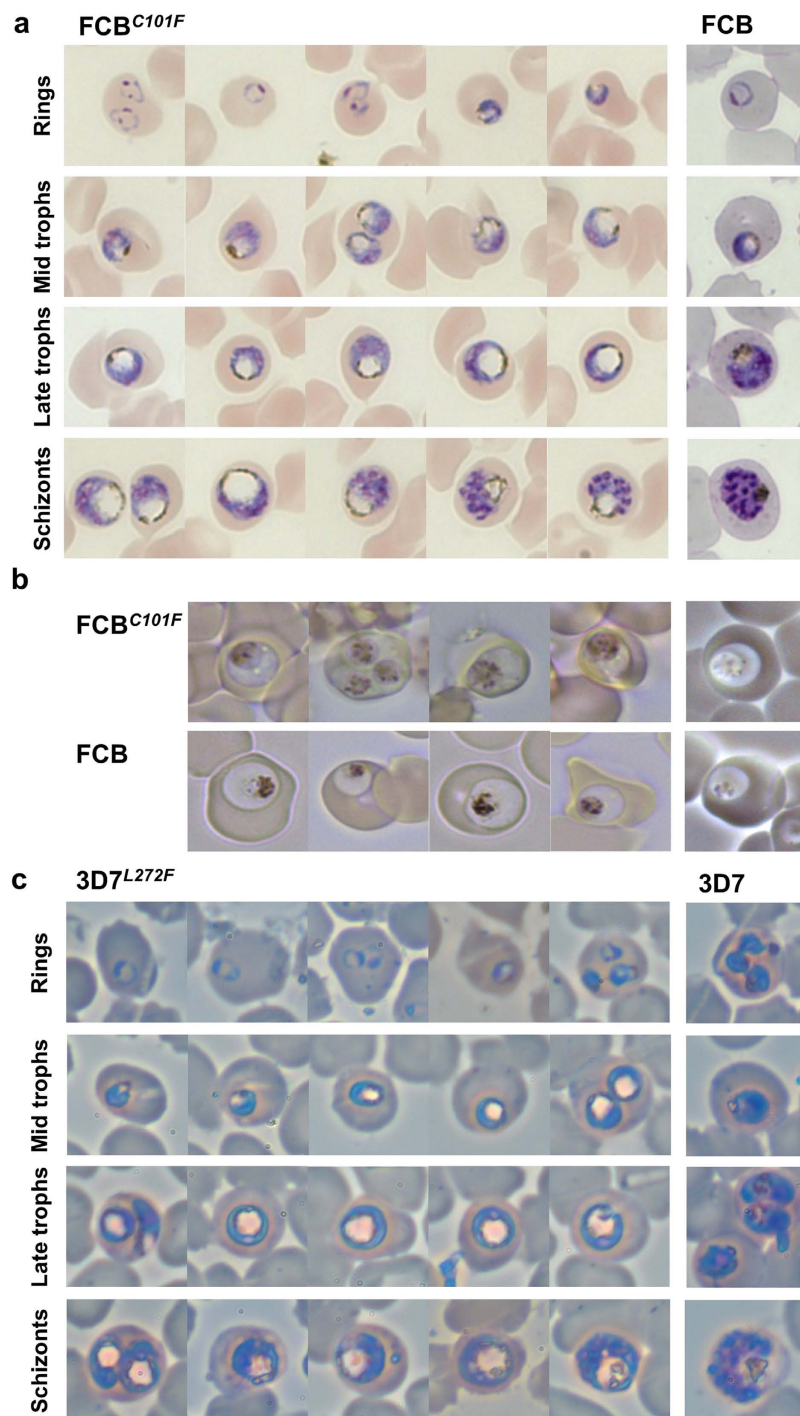 a
FCB^C101F
FCB
Rings
Mid trophs
Late trophs
Schizonts
b
FCB^C101F
FCB
c
3D7^L272F
3D7
Rings
Mid trophs
Late trophs
Schizonts